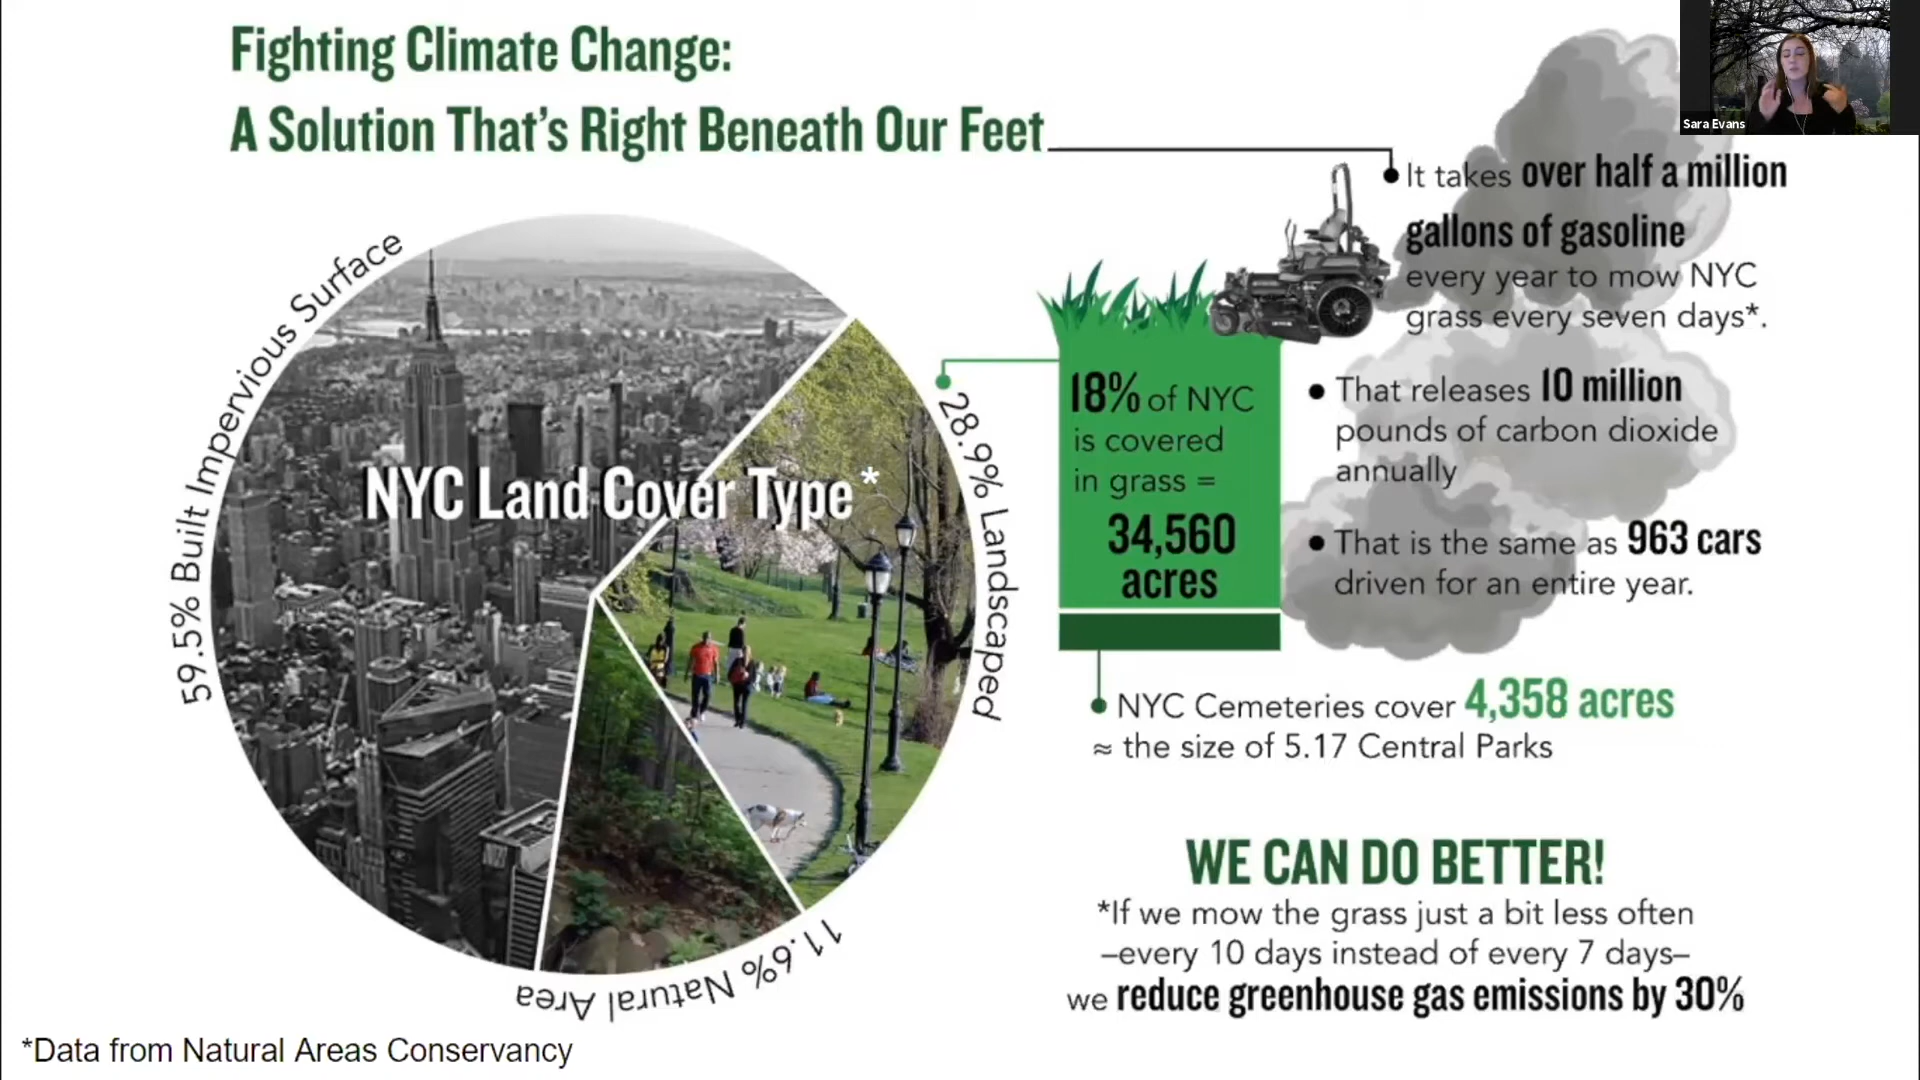 Fighting Climate Change:
A Solution That's Right Beneath Our Feet
Sara Evans
59.5% Built Impervious Surface
NYC Land Cover Type*
28.9% Landscaped
11.6% Natural Area
18% of NYC
is covered
in grass =
34,560
acres
It takes over half a million
gallons of gasoline
every year to mow NYC
grass every seven days*.
That releases 10 million
pounds of carbon dioxide
annually
That is the same as 963 cars
driven for an entire year.
NYC Cemeteries cover 4,358 acres
≈ the size of 5.17 Central Parks
WE CAN DO BETTER!
*If we mow the grass just a bit less often
–every 10 days instead of every 7 days–
we reduce greenhouse gas emissions by 30%
*Data from Natural Areas Conservancy